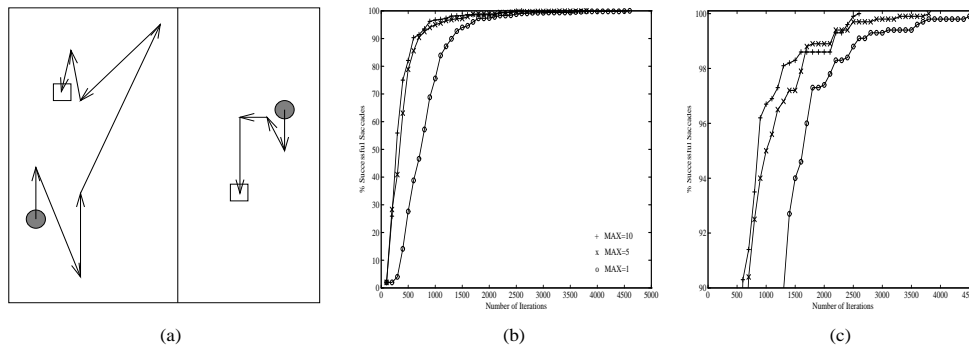 100
90
80
70
60
50
40
30
20
10
0
% Successful Saccades
+ MAX=10
x MAX=5
o MAX=1
0 500 1000 1500 2000 2500 3000 3500 4000 4500 5000
Number of Iterations
100
98
96
94
92
90
% Successful Saccades
0 500 1000 1500 2000 2500 3000 3500 4000 4500
Number of Iterations
(a) (b) (c)